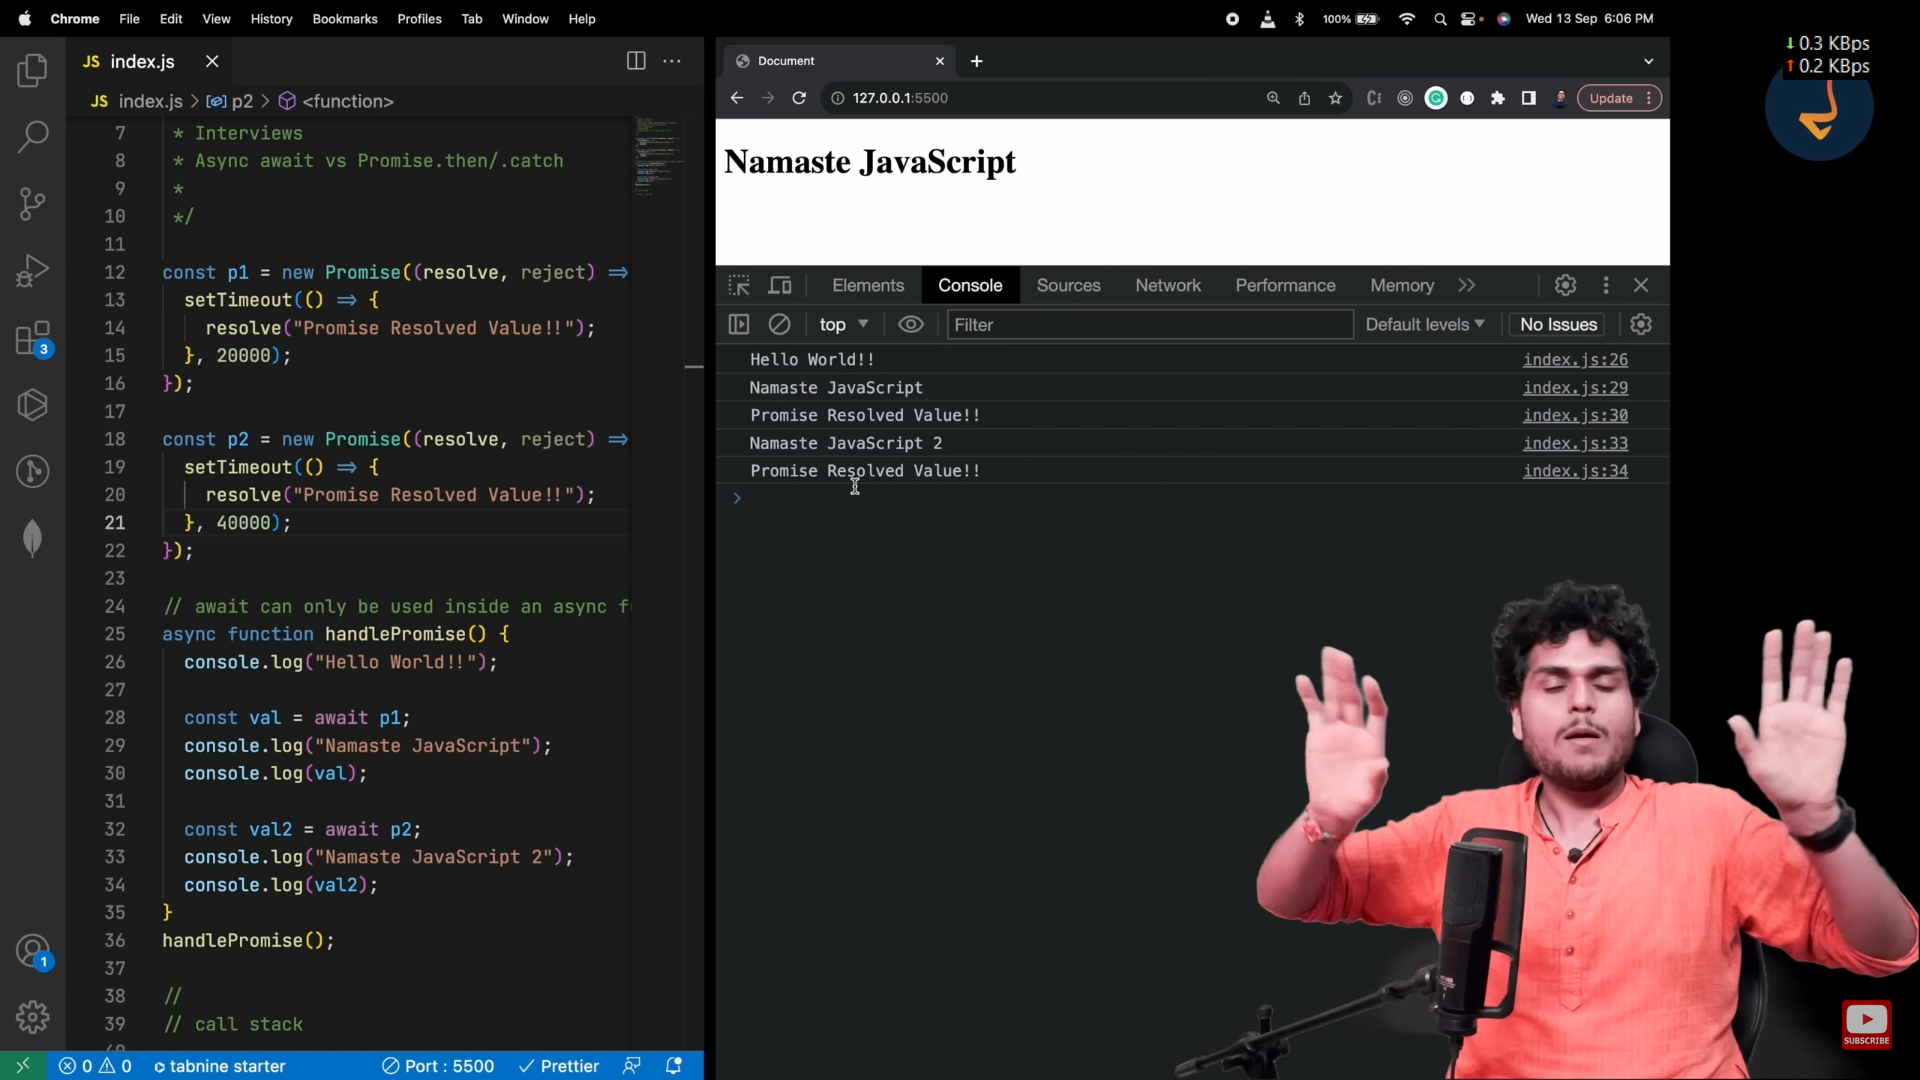 Chrome File Edit View History Bookmarks Profiles Tab Window Help
100% Wed 13 Sep 6:06 PM
↓ 0.3 KBps
↑ 0.2 KBps
JS index.js
JS index.js > p2 > <function>
7 * Interviews
8 * Async await vs Promise.then/.catch
9 *
10 */
11
12 const p1 = new Promise((resolve, reject) =>
13 setTimeout(() => {
14 resolve("Promise Resolved Value!!");
15 }, 20000);
16 });
17
18 const p2 = new Promise((resolve, reject) =>
19 setTimeout(() => {
20 resolve("Promise Resolved Value!!");
21 }, 40000);
22 });
23
24 // await can only be used inside an async f
25 async function handlePromise() {
26 console.log("Hello World!!");
27
28 const val = await p1;
29 console.log("Namaste JavaScript");
30 console.log(val);
31
32 const val2 = await p2;
33 console.log("Namaste JavaScript 2");
34 console.log(val2);
35 }
36 handlePromise();
37
38 //
39 // call stack
3
1
0 0 tabnine starter Port : 5500 Prettier
Document
127.0.0.1:5500
Update
Namaste JavaScript
Elements Console Sources Network Performance Memory
top Filter Default levels No Issues
Hello World!! index.js:26
Namaste JavaScript index.js:29
Promise Resolved Value!! index.js:30
Namaste JavaScript 2 index.js:33
Promise Resolved Value!! index.js:34
SUBSCRIBE